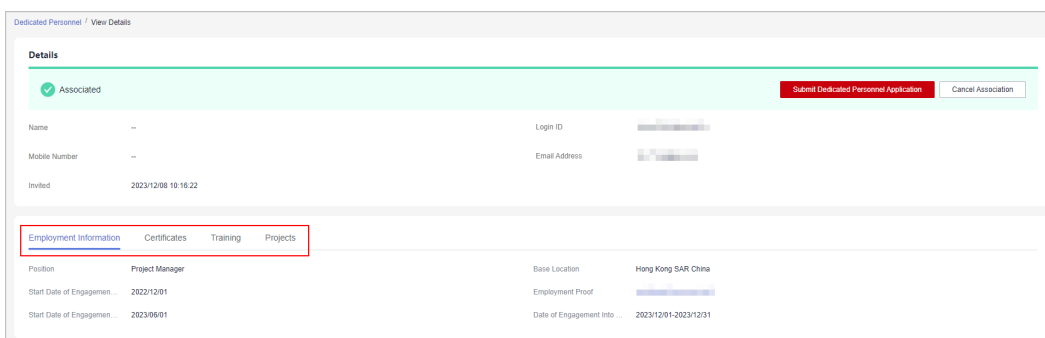 Dedicated Personnel / View Details
Details
Associated
Submit Dedicated Personnel Application
Cancel Association
Name -- Login ID
Mobile Number -- Email Address
Invited 2023/12/08 10:16:22
Employment Information Certificates Training Projects
Position Project Manager Base Location Hong Kong SAR China
Start Date of Engagemen... 2022/12/01 Employment Proof
Start Date of Engagemen... 2023/06/01 Date of Engagement Into ... 2023/12/01-2023/12/31